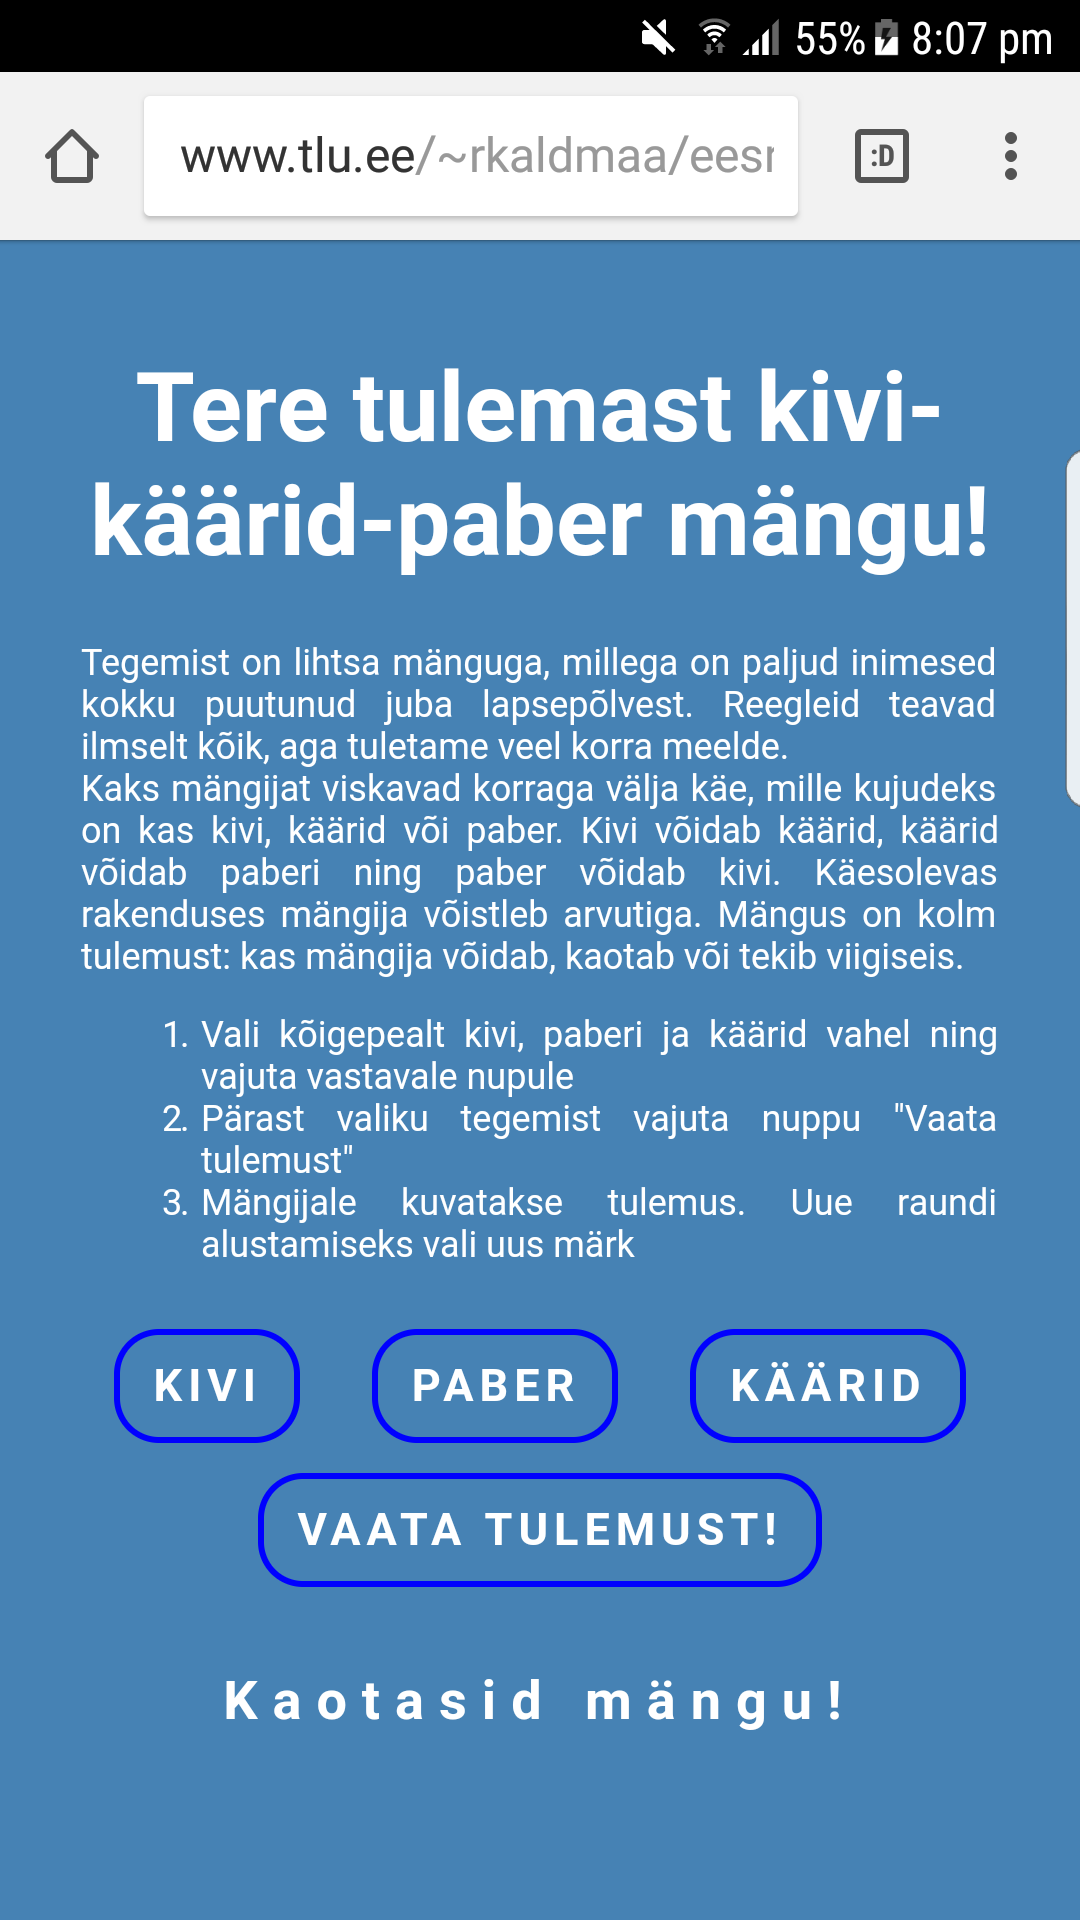 55% 8:07 pm
www.tlu.ee/~rkaldmaa/eesr
:D
Tere tulemast kivi-
käärid-paber mängu!
Tegemist on lihtsa mänguga, millega on paljud inimesed
kokku puutunud juba lapsepõlvest. Reegleid teavad
ilmselt kõik, aga tuletame veel korra meelde.
Kaks mängijat viskavad korraga välja käe, mille kujudeks
on kas kivi, käärid või paber. Kivi võidab käärid, käärid
võidab paberi ning paber võidab kivi. Käesolevas
rakenduses mängija võistleb arvutiga. Mängus on kolm
tulemust: kas mängija võidab, kaotab või tekib viigiseis.
1. Vali kõigepealt kivi, paberi ja käärid vahel ning
vajuta vastavale nupule
2. Pärast valiku tegemist vajuta nuppu "Vaata
tulemust"
3. Mängijale kuvatakse tulemus. Uue raundi
alustamiseks vali uus märk
KIVI PABER KÄÄRID
VAATA TULEMUST!
Kaotasid mängu!